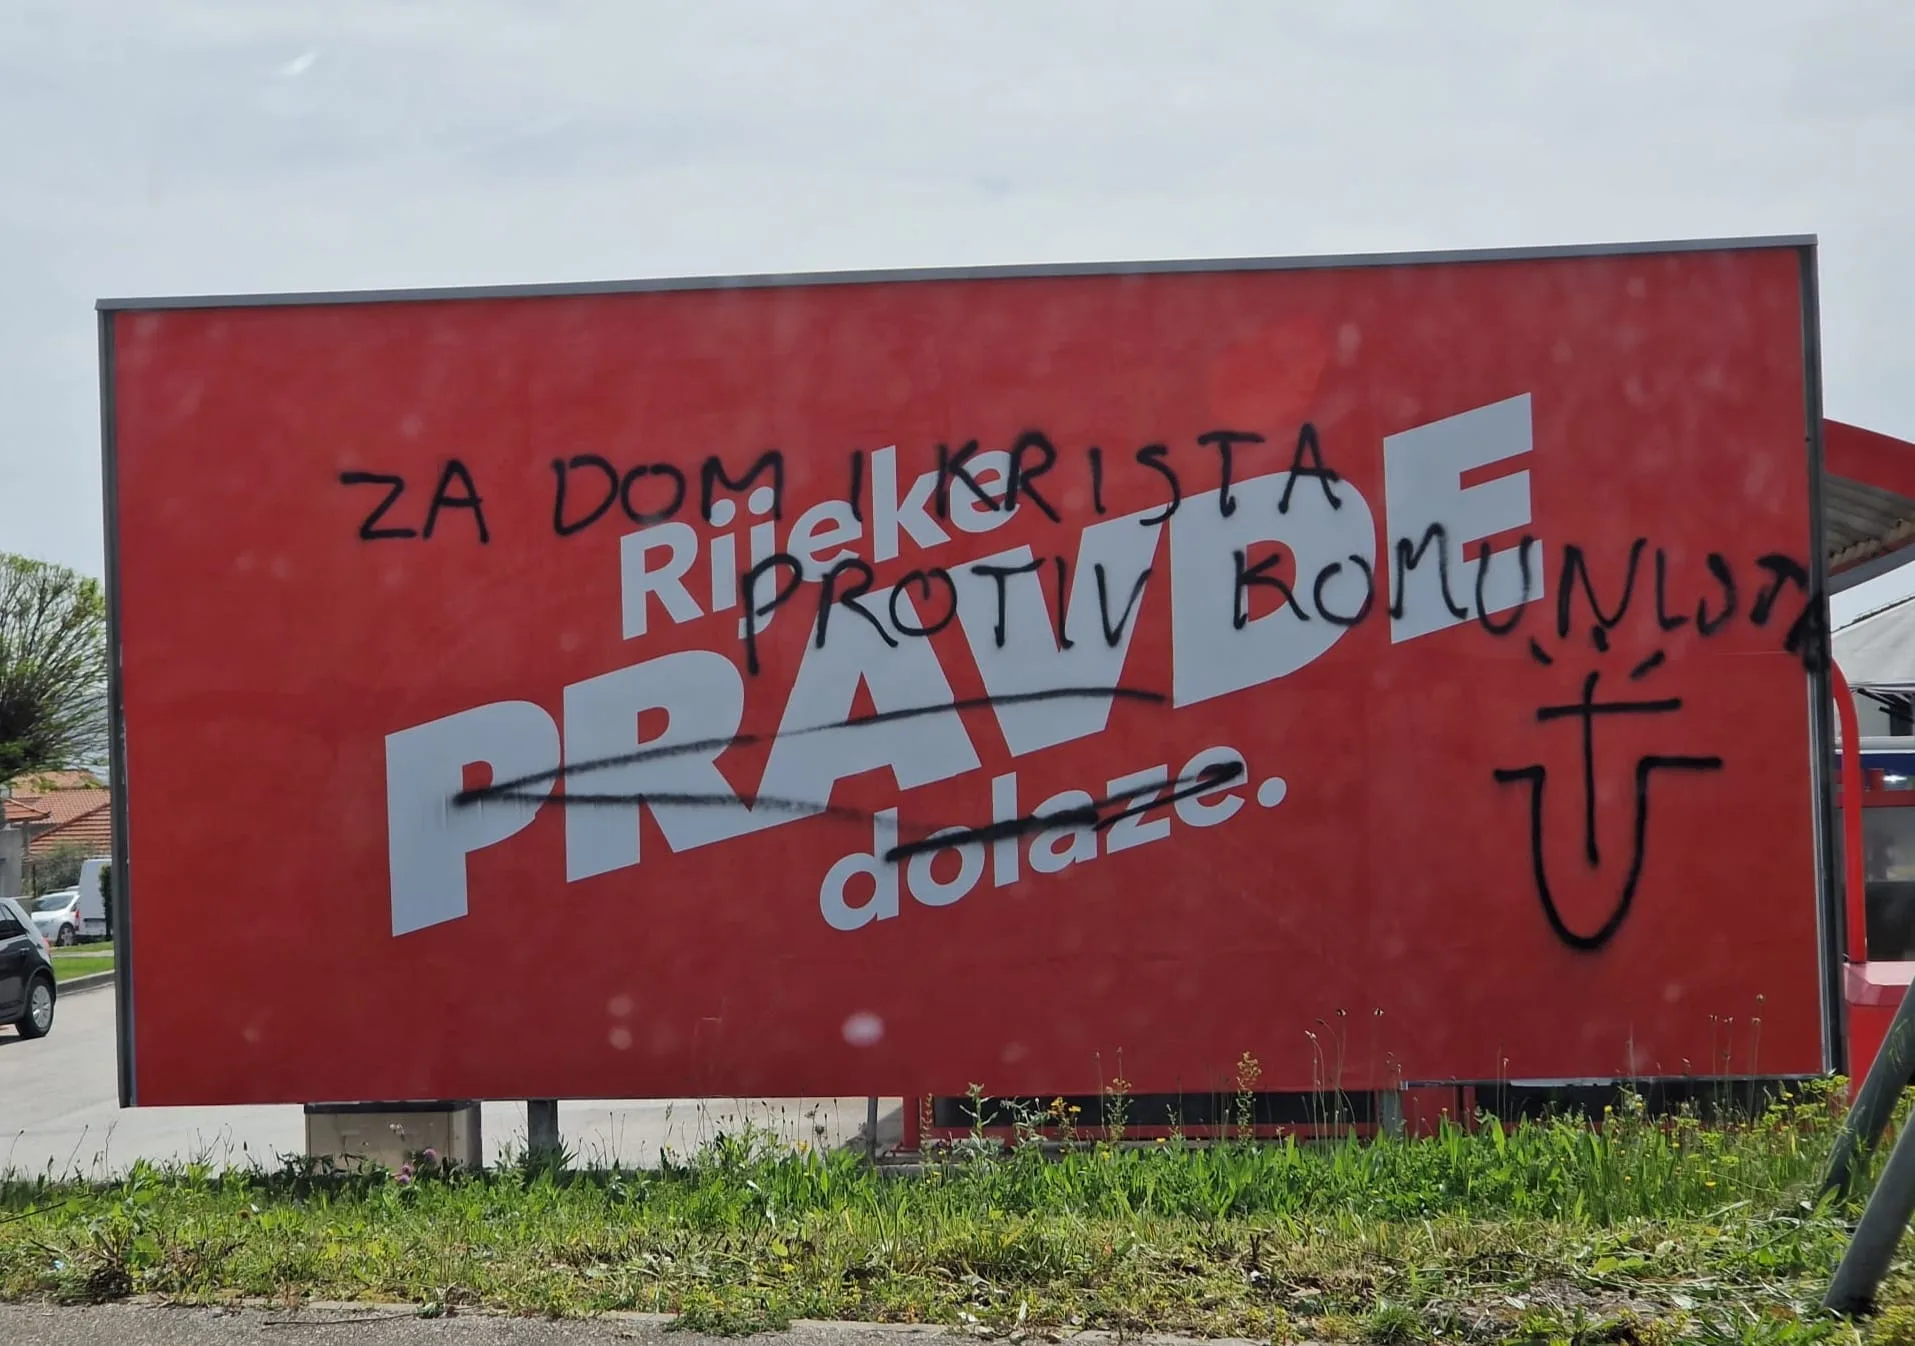 Rijeke
PRAVDE
dolaze.
ZA DOM I KRISTA
PROTIV KOMUNISTA
U